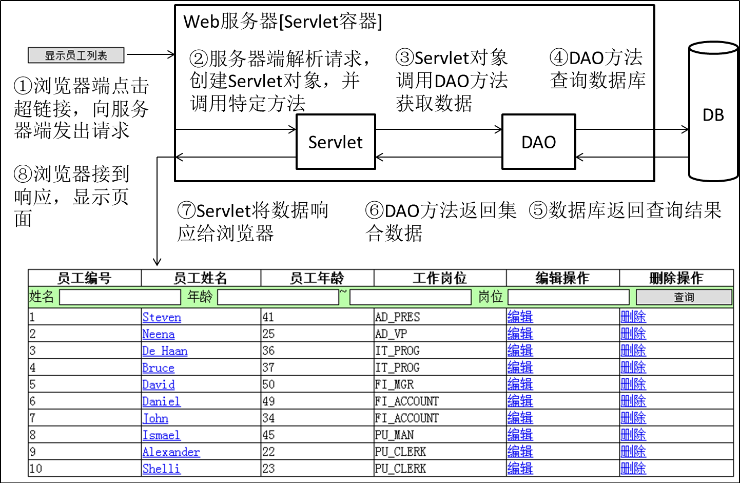 Web服务器[Servlet容器]
显示员工列表
①浏览器端点击
超链接，向服务
器端发出请求
②服务器端解析请求，
创建Servlet对象，并
调用特定方法
③Servlet对象
调用DAO方法
获取数据
④DAO方法
查询数据库
Servlet
DAO
DB
⑧浏览器接到
响应，显示页
面
⑦Servlet将数据响
应给浏览器
⑥DAO方法返回集
合数据
⑤数据库返回查询结果
员工编号 员工姓名 员工年龄 工作岗位 编辑操作 删除操作
姓名 年龄 ~ 岗位 查询
1 Steven 41 AD_PRES 编辑 删除
2 Neena 25 AD_VP 编辑 删除
3 De Haan 36 IT_PROG 编辑 删除
4 Bruce 37 IT_PROG 编辑 删除
5 David 50 FI_MGR 编辑 删除
6 Daniel 49 FI_ACCOUNT 编辑 删除
7 John 34 FI_ACCOUNT 编辑 删除
8 Ismael 45 PU_MAN 编辑 删除
9 Alexander 22 PU_CLERK 编辑 删除
10 Shelli 23 PU_CLERK 编辑 删除